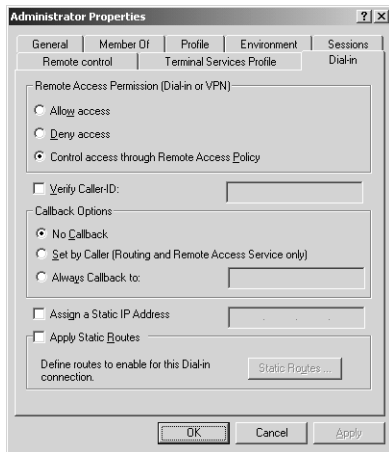 Administrator Properties
General Member Of Profile Environment Sessions
Remote control Terminal Services Profile Dial-in
Remote Access Permission (Dial-in or VPN)
Allow access
Deny access
Control access through Remote Access Policy
Verify Caller-ID:
Callback Options
No Callback
Set by Caller (Routing and Remote Access Service only)
Always Callback to:
Assign a Static IP Address
Apply Static Routes
Define routes to enable for this Dial-in
connection.
Static Routes ...
OK Cancel Apply